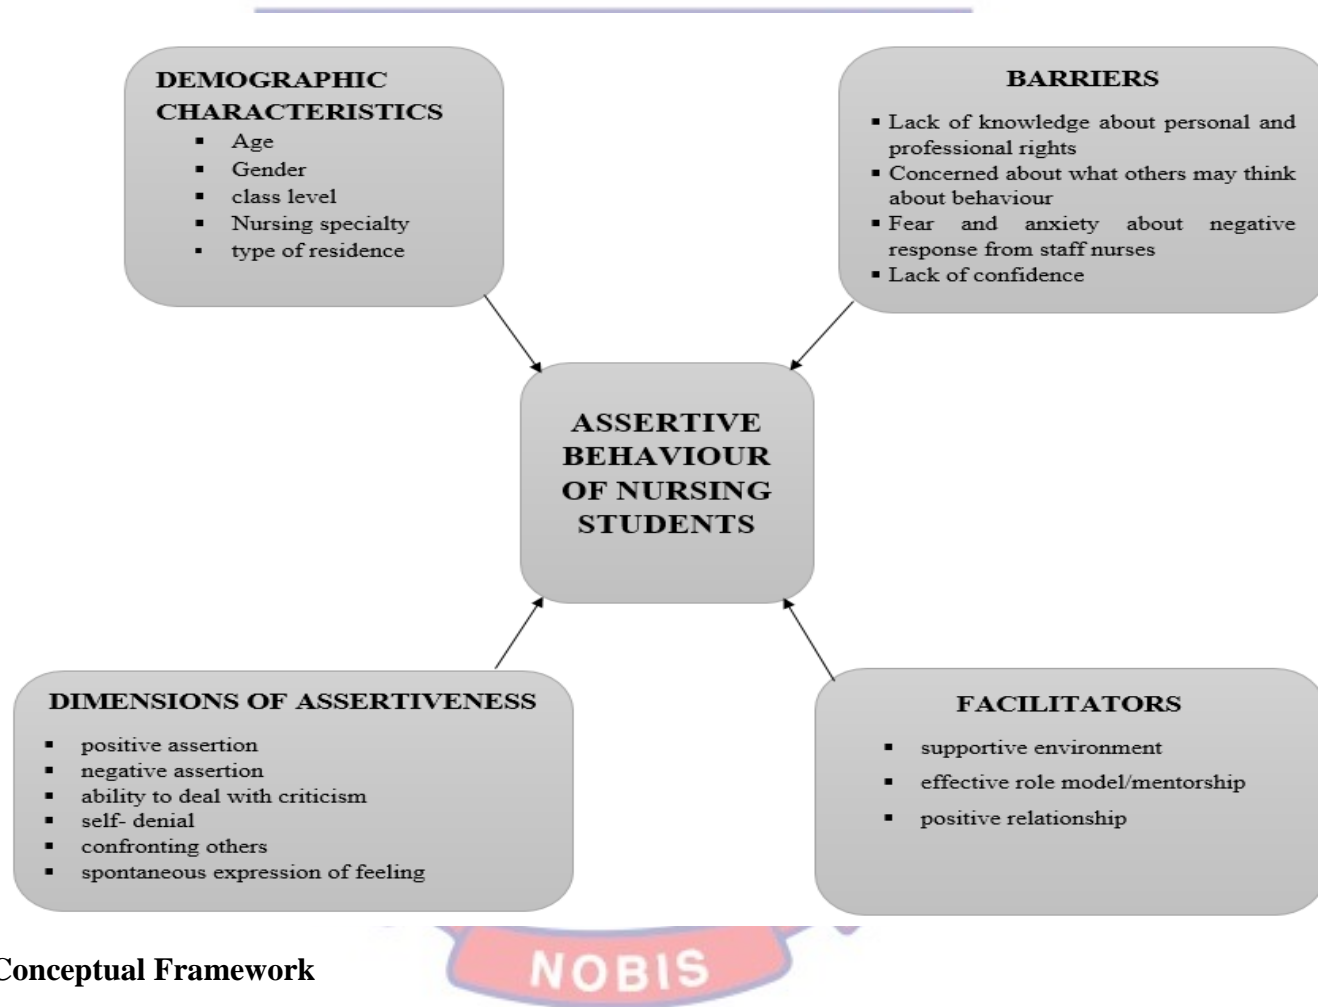 DEMOGRAPHIC
CHARACTERISTICS
▪ Age
▪ Gender
▪ class level
▪ Nursing specialty
▪ type of residence
BARRIERS
▪ Lack of knowledge about personal and
professional rights
▪ Concerned about what others may think
about behaviour
▪ Fear and anxiety about negative
response from staff nurses
▪ Lack of confidence
ASSERTIVE
BEHAVIOUR
OF NURSING
STUDENTS
DIMENSIONS OF ASSERTIVENESS
▪ positive assertion
▪ negative assertion
▪ ability to deal with criticism
▪ self- denial
▪ confronting others
▪ spontaneous expression of feeling
FACILITATORS
▪ supportive environment
▪ effective role model/mentorship
▪ positive relationship
NOBIS
Conceptual Framework